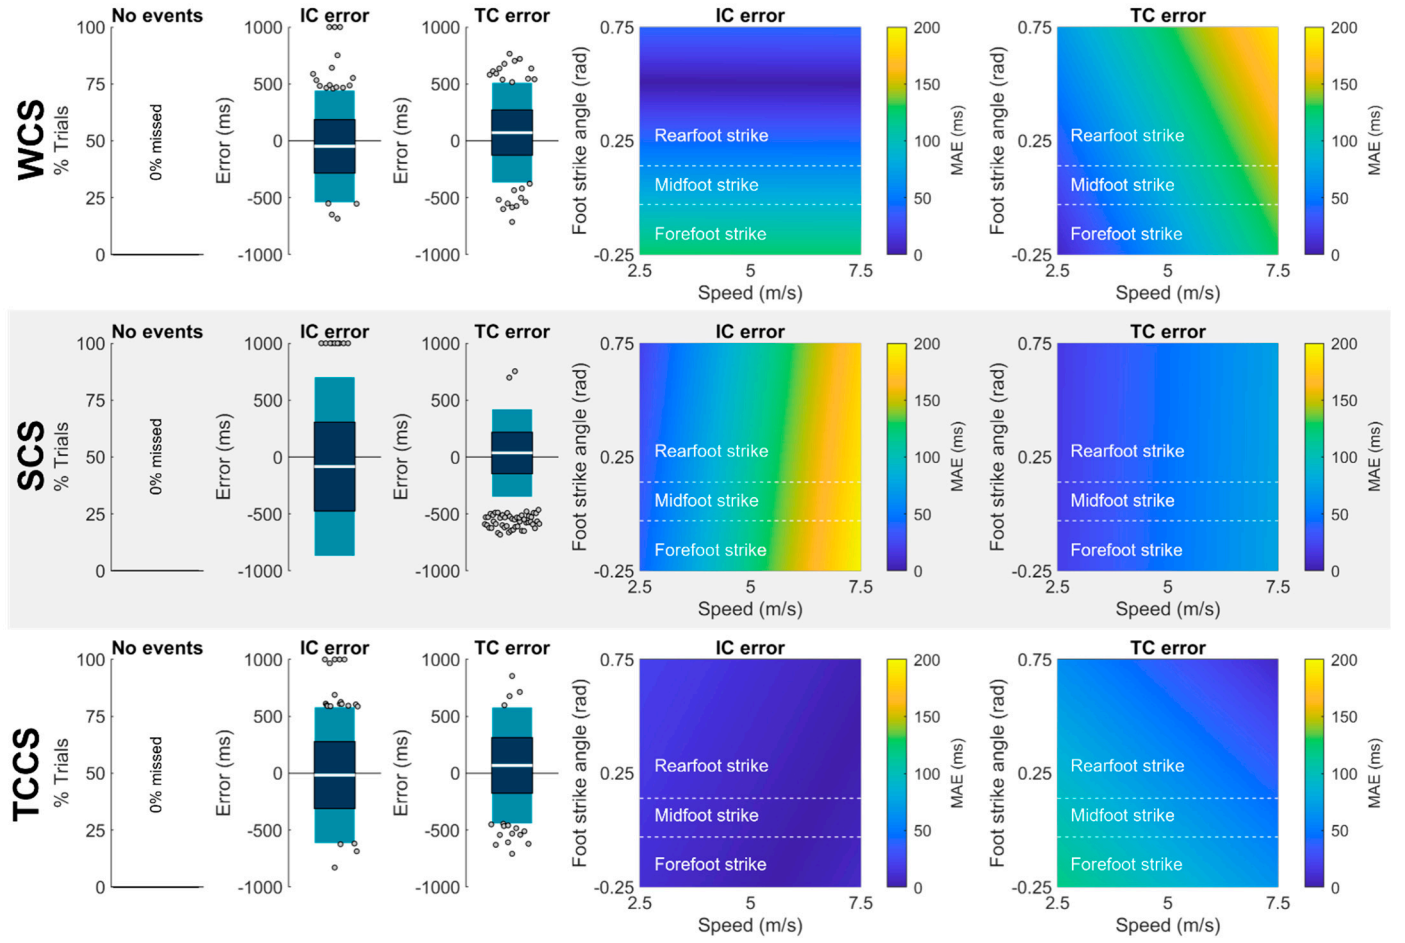 WCS
No events
% Trials
100
75
50
25
0
0% missed
IC error
Error (ms)
1000
500
0
-500
-1000
TC error
Error (ms)
1000
500
0
-500
-1000
IC error
Foot strike angle (rad)
0.75
0.25
-0.25
Rearfoot strike
Midfoot strike
Forefoot strike
2.5 5 7.5
Speed (m/s)
200
150
100
50
0
MAE (ms)
TC error
Foot strike angle (rad)
0.75
0.25
-0.25
Rearfoot strike
Midfoot strike
Forefoot strike
2.5 5 7.5
Speed (m/s)
200
150
100
50
0
MAE (ms)
SCS
No events
% Trials
100
75
50
25
0
0% missed
IC error
Error (ms)
1000
500
0
-500
-1000
TC error
Error (ms)
1000
500
0
-500
-1000
IC error
Foot strike angle (rad)
0.75
0.25
-0.25
Rearfoot strike
Midfoot strike
Forefoot strike
2.5 5 7.5
Speed (m/s)
200
150
100
50
0
MAE (ms)
TC error
Foot strike angle (rad)
0.75
0.25
-0.25
Rearfoot strike
Midfoot strike
Forefoot strike
2.5 5 7.5
Speed (m/s)
200
150
100
50
0
MAE (ms)
TCCS
No events
% Trials
100
75
50
25
0
0% missed
IC error
Error (ms)
1000
500
0
-500
-1000
TC error
Error (ms)
1000
500
0
-500
-1000
IC error
Foot strike angle (rad)
0.75
0.25
-0.25
Rearfoot strike
Midfoot strike
Forefoot strike
2.5 5 7.5
Speed (m/s)
200
150
100
50
0
MAE (ms)
TC error
Foot strike angle (rad)
0.75
0.25
-0.25
Rearfoot strike
Midfoot strike
Forefoot strike
2.5 5 7.5
Speed (m/s)
200
150
100
50
0
MAE (ms)